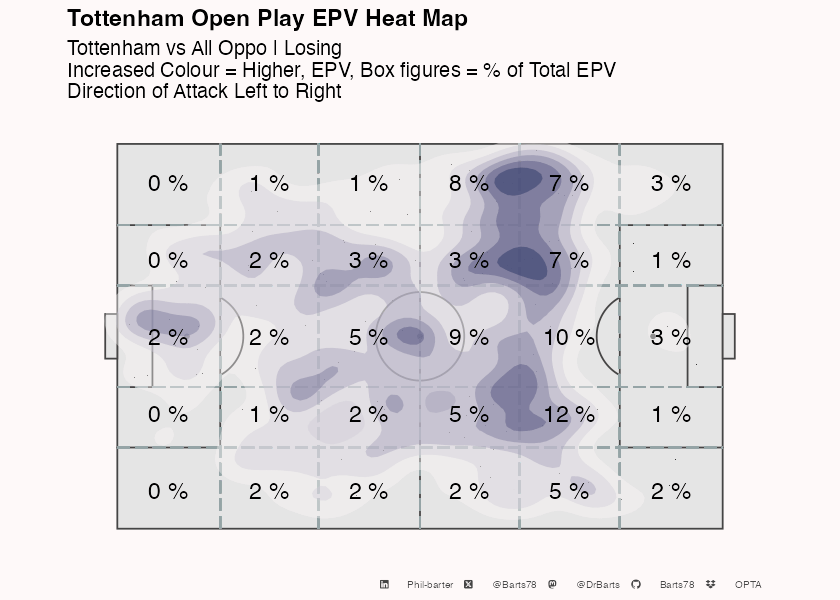 Tottenham Open Play EPV Heat Map
Tottenham vs All Oppo | Losing
Increased Colour = Higher, EPV, Box figures = % of Total EPV
Direction of Attack Left to Right
0 % 1 % 1 % 8 % 7 % 3 %
0 % 2 % 3 % 3 % 7 % 1 %
2 % 2 % 5 % 9 % 10 % 3 %
0 % 1 % 2 % 5 % 12 % 1 %
0 % 2 % 2 % 2 % 5 % 2 %
Phil-barter @Barts78 @DrBarts Barts78 OPTA